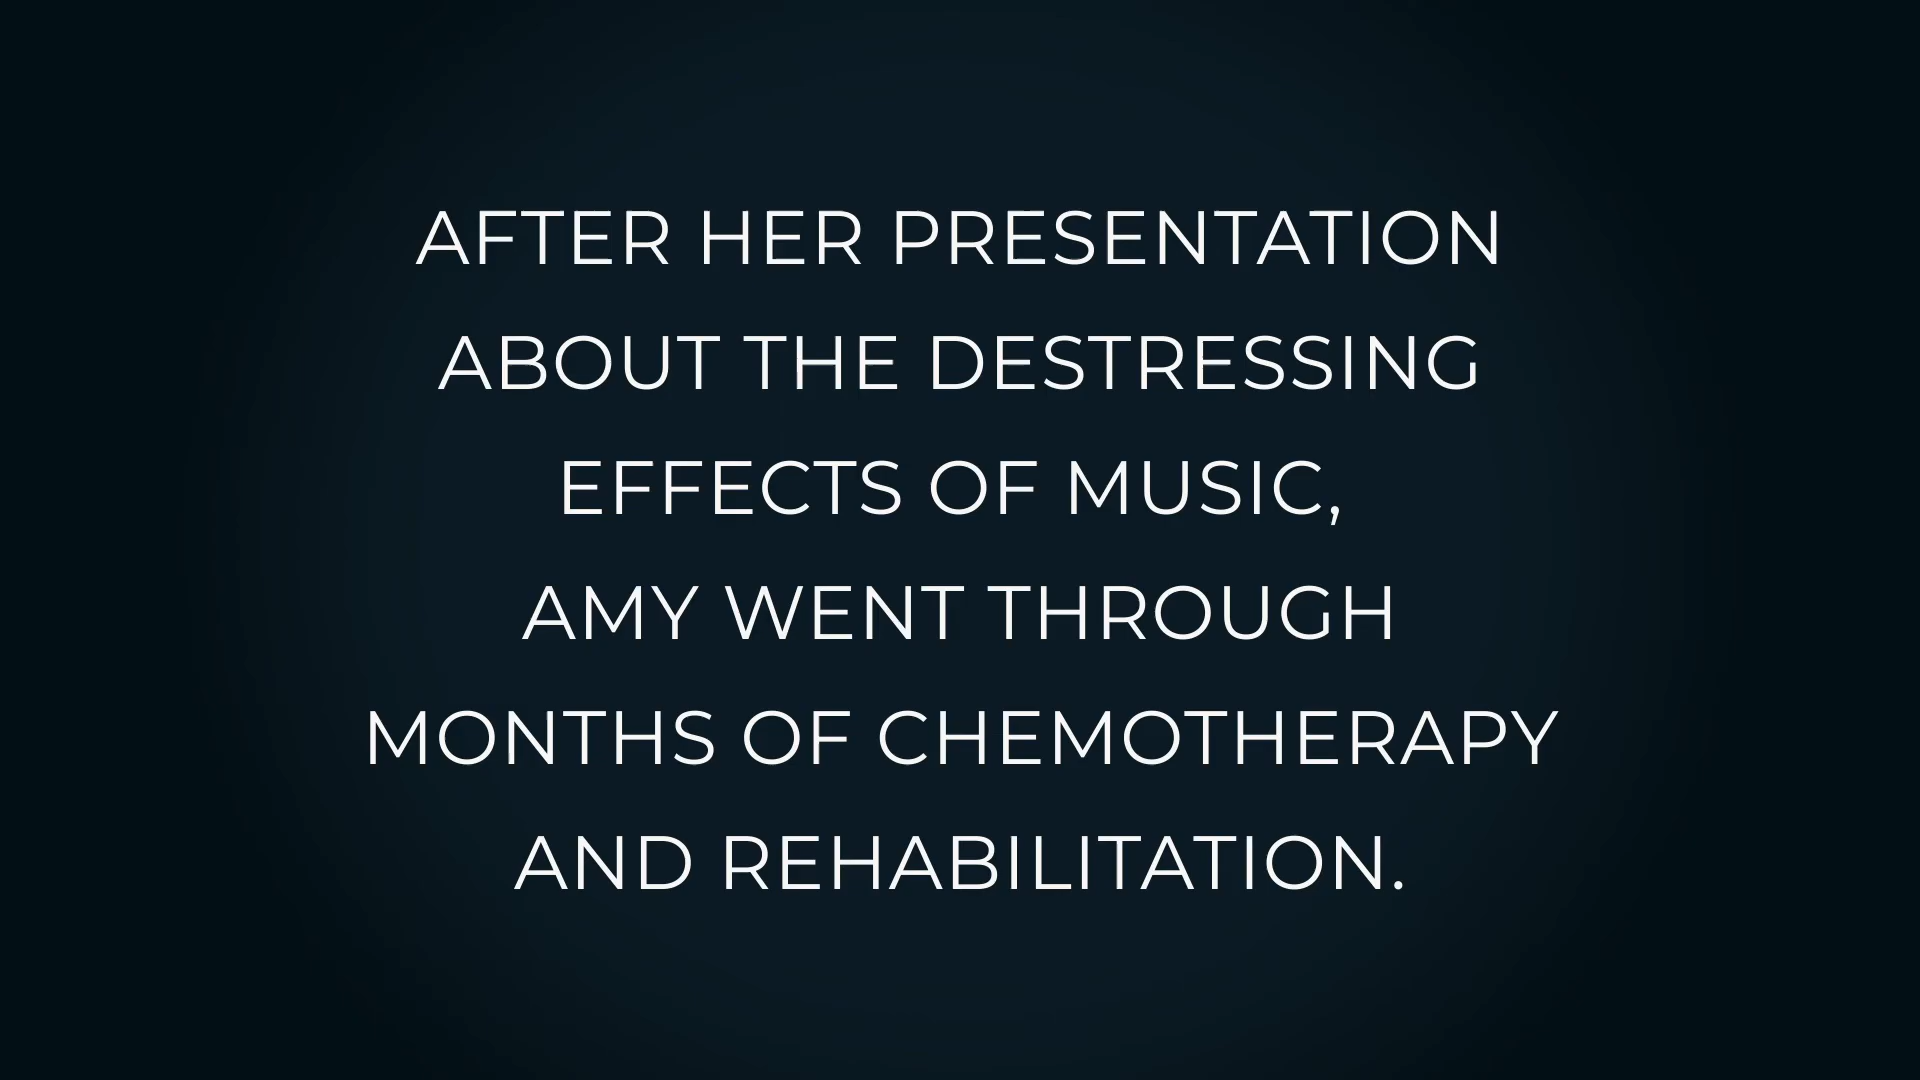 AFTER HER PRESENTATION
ABOUT THE DESTRESSING
EFFECTS OF MUSIC,
AMY WENT THROUGH
MONTHS OF CHEMOTHERAPY
AND REHABILITATION.